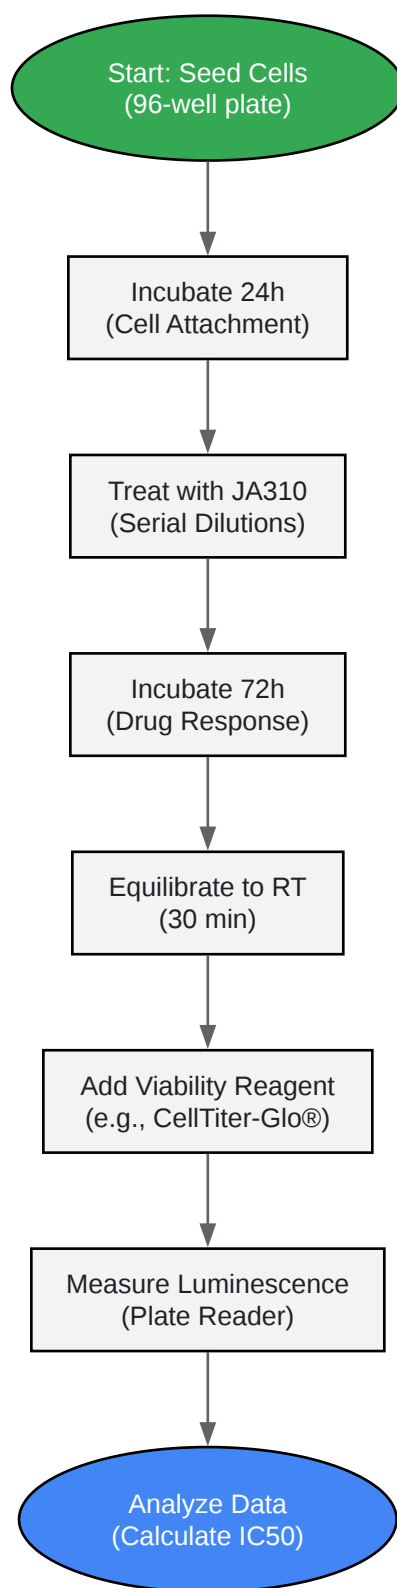 Start: Seed Cells
(96-well plate)
Incubate 24h
(Cell Attachment)
Treat with JA310
(Serial Dilutions)
Incubate 72h
(Drug Response)
Equilibrate to RT
(30 min)
Add Viability Reagent
(e.g., CellTiter-Glo®)
Measure Luminescence
(Plate Reader)
Analyze Data
(Calculate IC50)